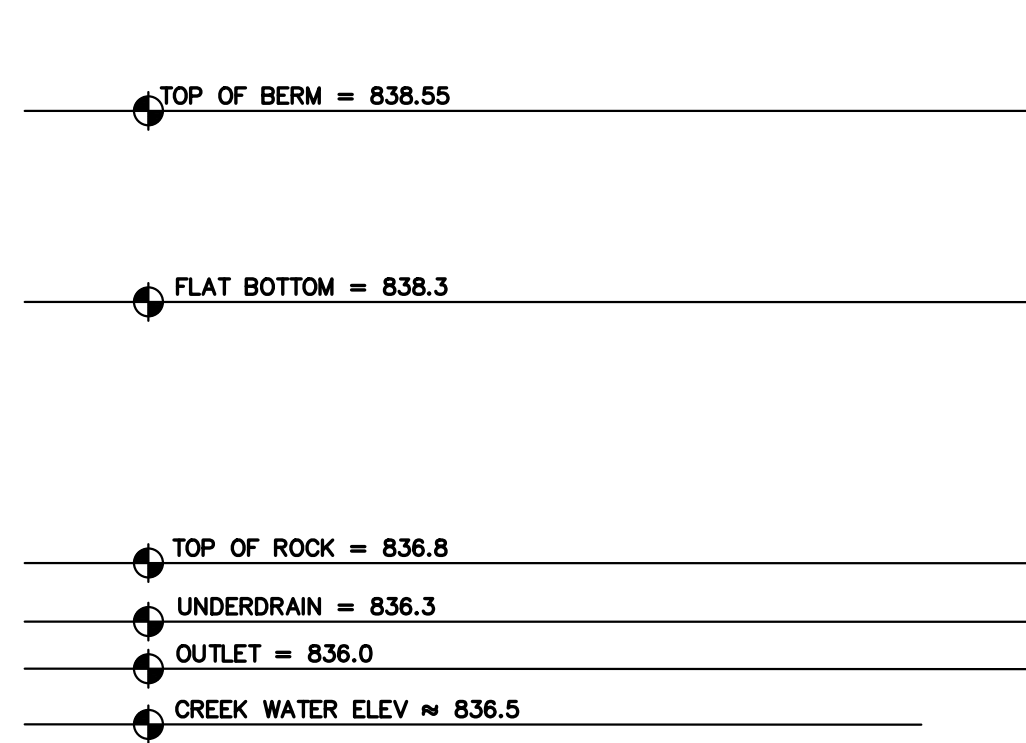 TOP OF BERM = 838.55
FLAT BOTTOM = 838.3
TOP OF ROCK = 836.8
UNDERDRAIN = 836.3
OUTLET = 836.0
CREEK WATER ELEV ≈ 836.5